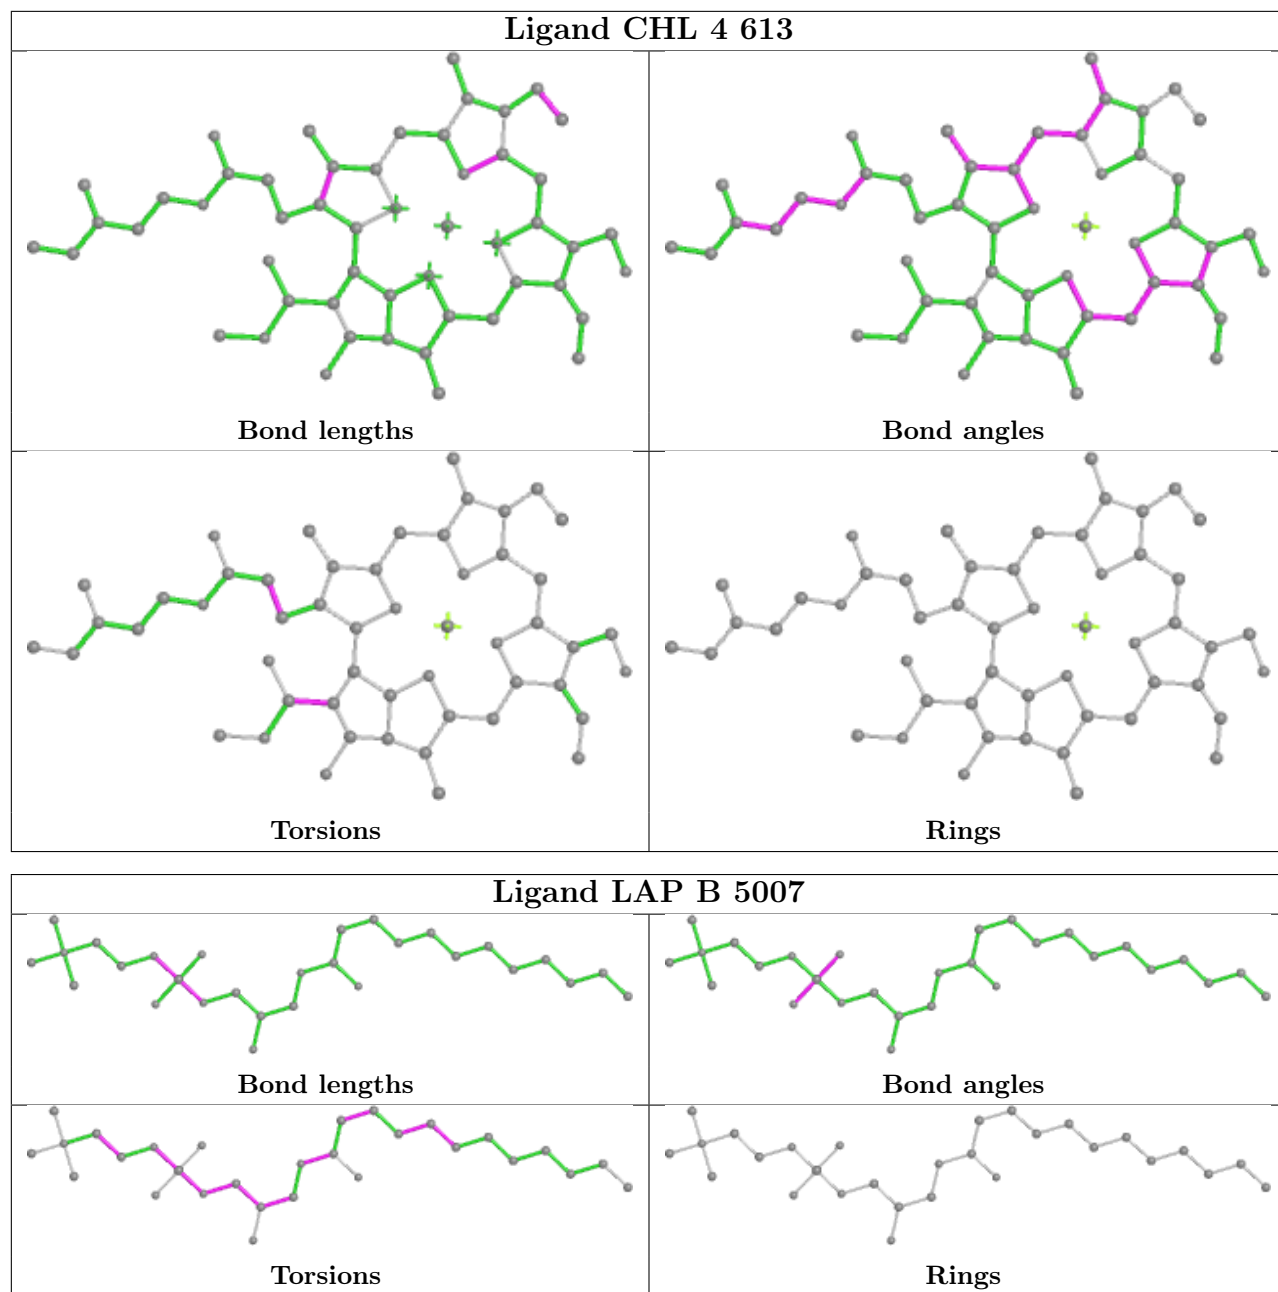 Ligand CHL 4 613
Bond lengths
Bond angles
Torsions
Rings
Ligand LAP B 5007
Bond lengths
Bond angles
Torsions
Rings